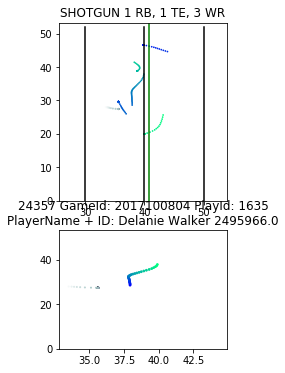 SHOTGUN 1 RB, 1 TE, 3 WR
50
40
30
20
10
0
30 40 50
24357 GameId: 2017100804 PlayId: 1635
PlayerName + ID: Delanie Walker 2495966.0
40
20
0
35.0 37.5 40.0 42.5